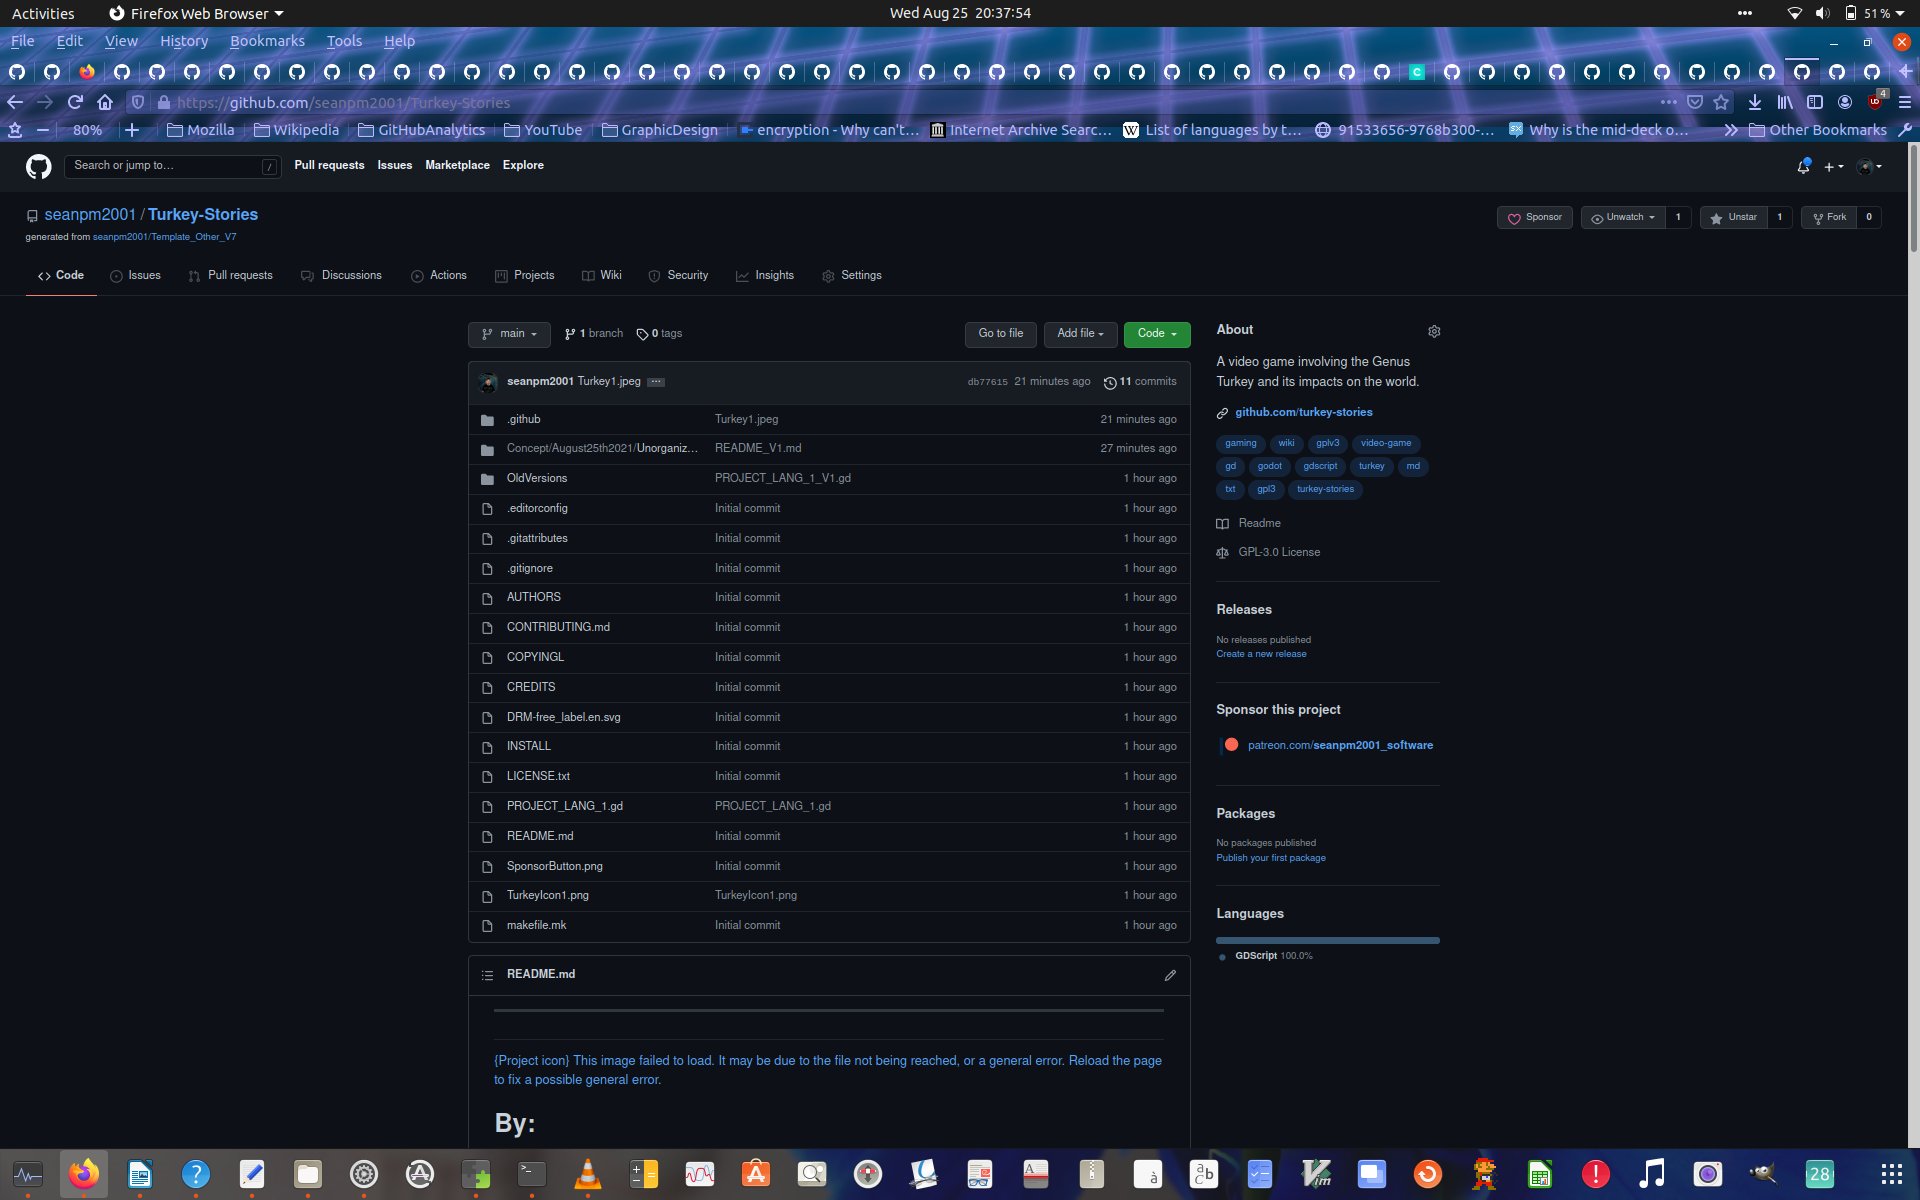 Activities Firefox Web Browser Wed Aug 25 20:37:54 51 %
File Edit View History Bookmarks Tools Help
https://github.com/seanpm2001/Turkey-Stories 4
80% Mozilla Wikipedia GitHubAnalytics YouTube GraphicDesign encryption - Why can't… Internet Archive Searc… List of languages by t… 91533656-9768b300-… Why is the mid-deck o… Other Bookmarks
Search or jump to… / Pull requests Issues Marketplace Explore
seanpm2001 / Turkey-Stories Sponsor Unwatch 1 Unstar 1 Fork 0
generated from seanpm2001/Template_Other_V7
Code Issues Pull requests Discussions Actions Projects Wiki Security Insights Settings
main 1 branch 0 tags Go to file Add file Code
seanpm2001 Turkey1.jpeg db77615 21 minutes ago 11 commits
.github Turkey1.jpeg 21 minutes ago
Concept/August25th2021/Unorganiz… README_V1.md 27 minutes ago
OldVersions PROJECT_LANG_1_V1.gd 1 hour ago
.editorconfig Initial commit 1 hour ago
.gitattributes Initial commit 1 hour ago
.gitignore Initial commit 1 hour ago
AUTHORS Initial commit 1 hour ago
CONTRIBUTING.md Initial commit 1 hour ago
COPYINGL Initial commit 1 hour ago
CREDITS Initial commit 1 hour ago
DRM-free_label.en.svg Initial commit 1 hour ago
INSTALL Initial commit 1 hour ago
LICENSE.txt Initial commit 1 hour ago
PROJECT_LANG_1.gd PROJECT_LANG_1.gd 1 hour ago
README.md Initial commit 1 hour ago
SponsorButton.png Initial commit 1 hour ago
TurkeyIcon1.png TurkeyIcon1.png 1 hour ago
makefile.mk Initial commit 1 hour ago
README.md
{Project icon} This image failed to load. It may be due to the file not being reached, or a general error. Reload the page
to fix a possible general error.
By:
About
A video game involving the Genus
Turkey and its impacts on the world.
github.com/turkey-stories
gaming wiki gplv3 video-game
gd godot gdscript turkey md
txt gpl3 turkey-stories
Readme
GPL-3.0 License
Releases
No releases published
Create a new release
Sponsor this project
patreon.com/seanpm2001_software
Packages
No packages published
Publish your first package
Languages
GDScript 100.0%
28